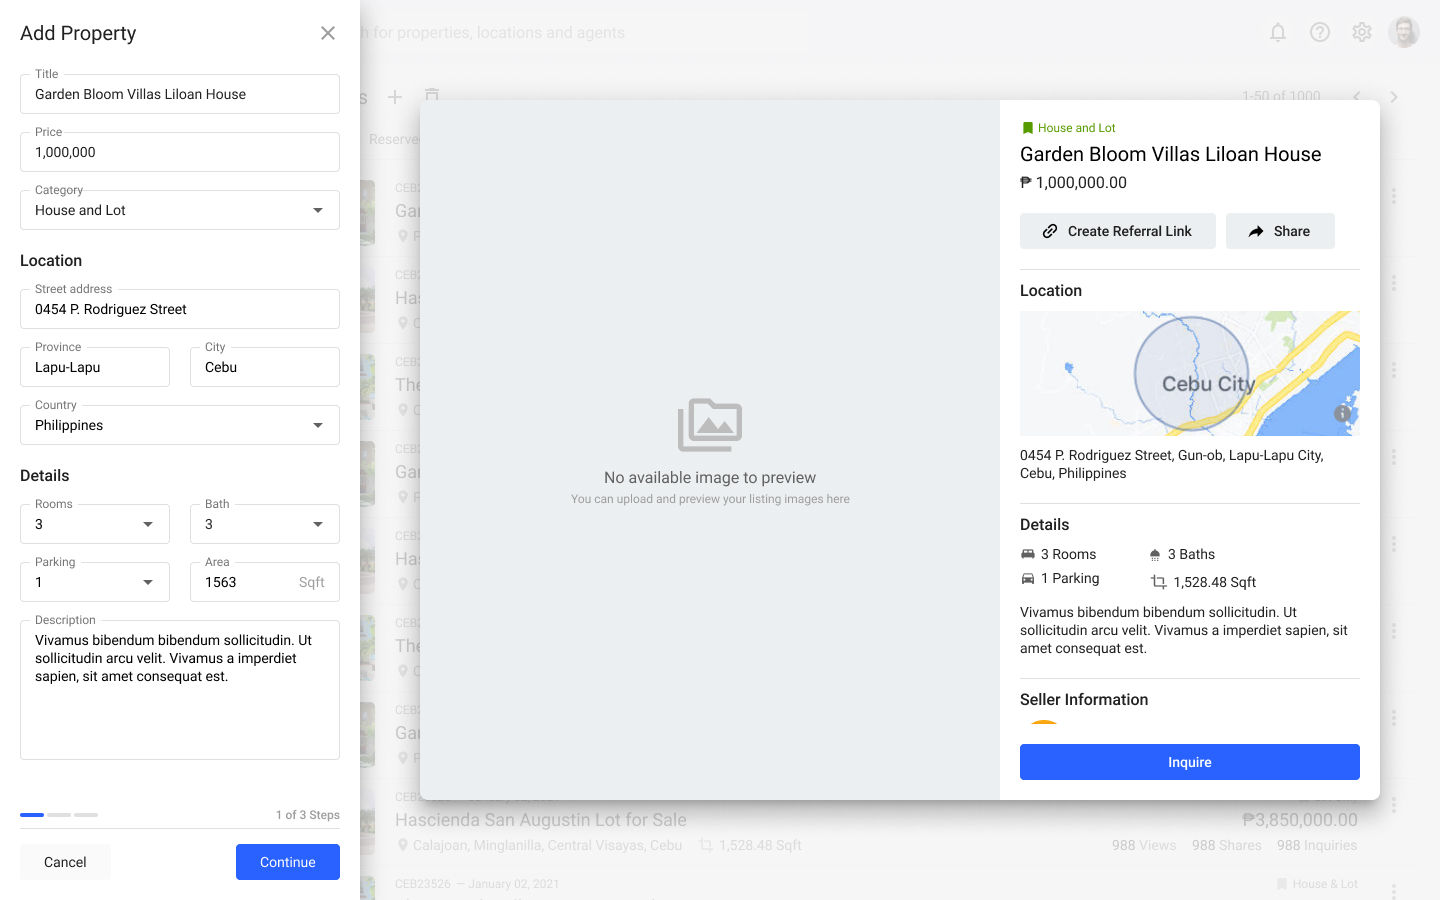 Add Property
Title
Garden Bloom Villas Liloan House
Price
1,000,000
Category
House and Lot
Location
Street address
0454 P. Rodriguez Street
Province
Lapu-Lapu
City
Cebu
Country
Philippines
Details
Rooms
3
Bath
3
Parking
1
Area
1563 Sqft
Description
Vivamus bibendum bibendum sollicitudin. Ut
sollicitudin arcu velit. Vivamus a imperdiet
sapien, sit amet consequat est.
1 of 3 Steps
Cancel
Continue
for properties, locations and agents
1-50 of 1000
No available image to preview
You can upload and preview your listing images here
House and Lot
Garden Bloom Villas Liloan House
₱ 1,000,000.00
Create Referral Link
Share
Location
Cebu City
0454 P. Rodriguez Street, Gun-ob, Lapu-Lapu City,
Cebu, Philippines
Details
3 Rooms
3 Baths
1 Parking
1,528.48 Sqft
Vivamus bibendum bibendum sollicitudin. Ut
sollicitudin arcu velit. Vivamus a imperdiet sapien, sit
amet consequat est.
Seller Information
Inquire
Hascienda San Augustin Lot for Sale
₱3,850,000.00
Calajoan, Minglanilla, Central Visayas, Cebu
1,528.48 Sqft
988 Views 988 Shares 988 Inquiries
CEB23526 – January 02, 2021
House & Lot